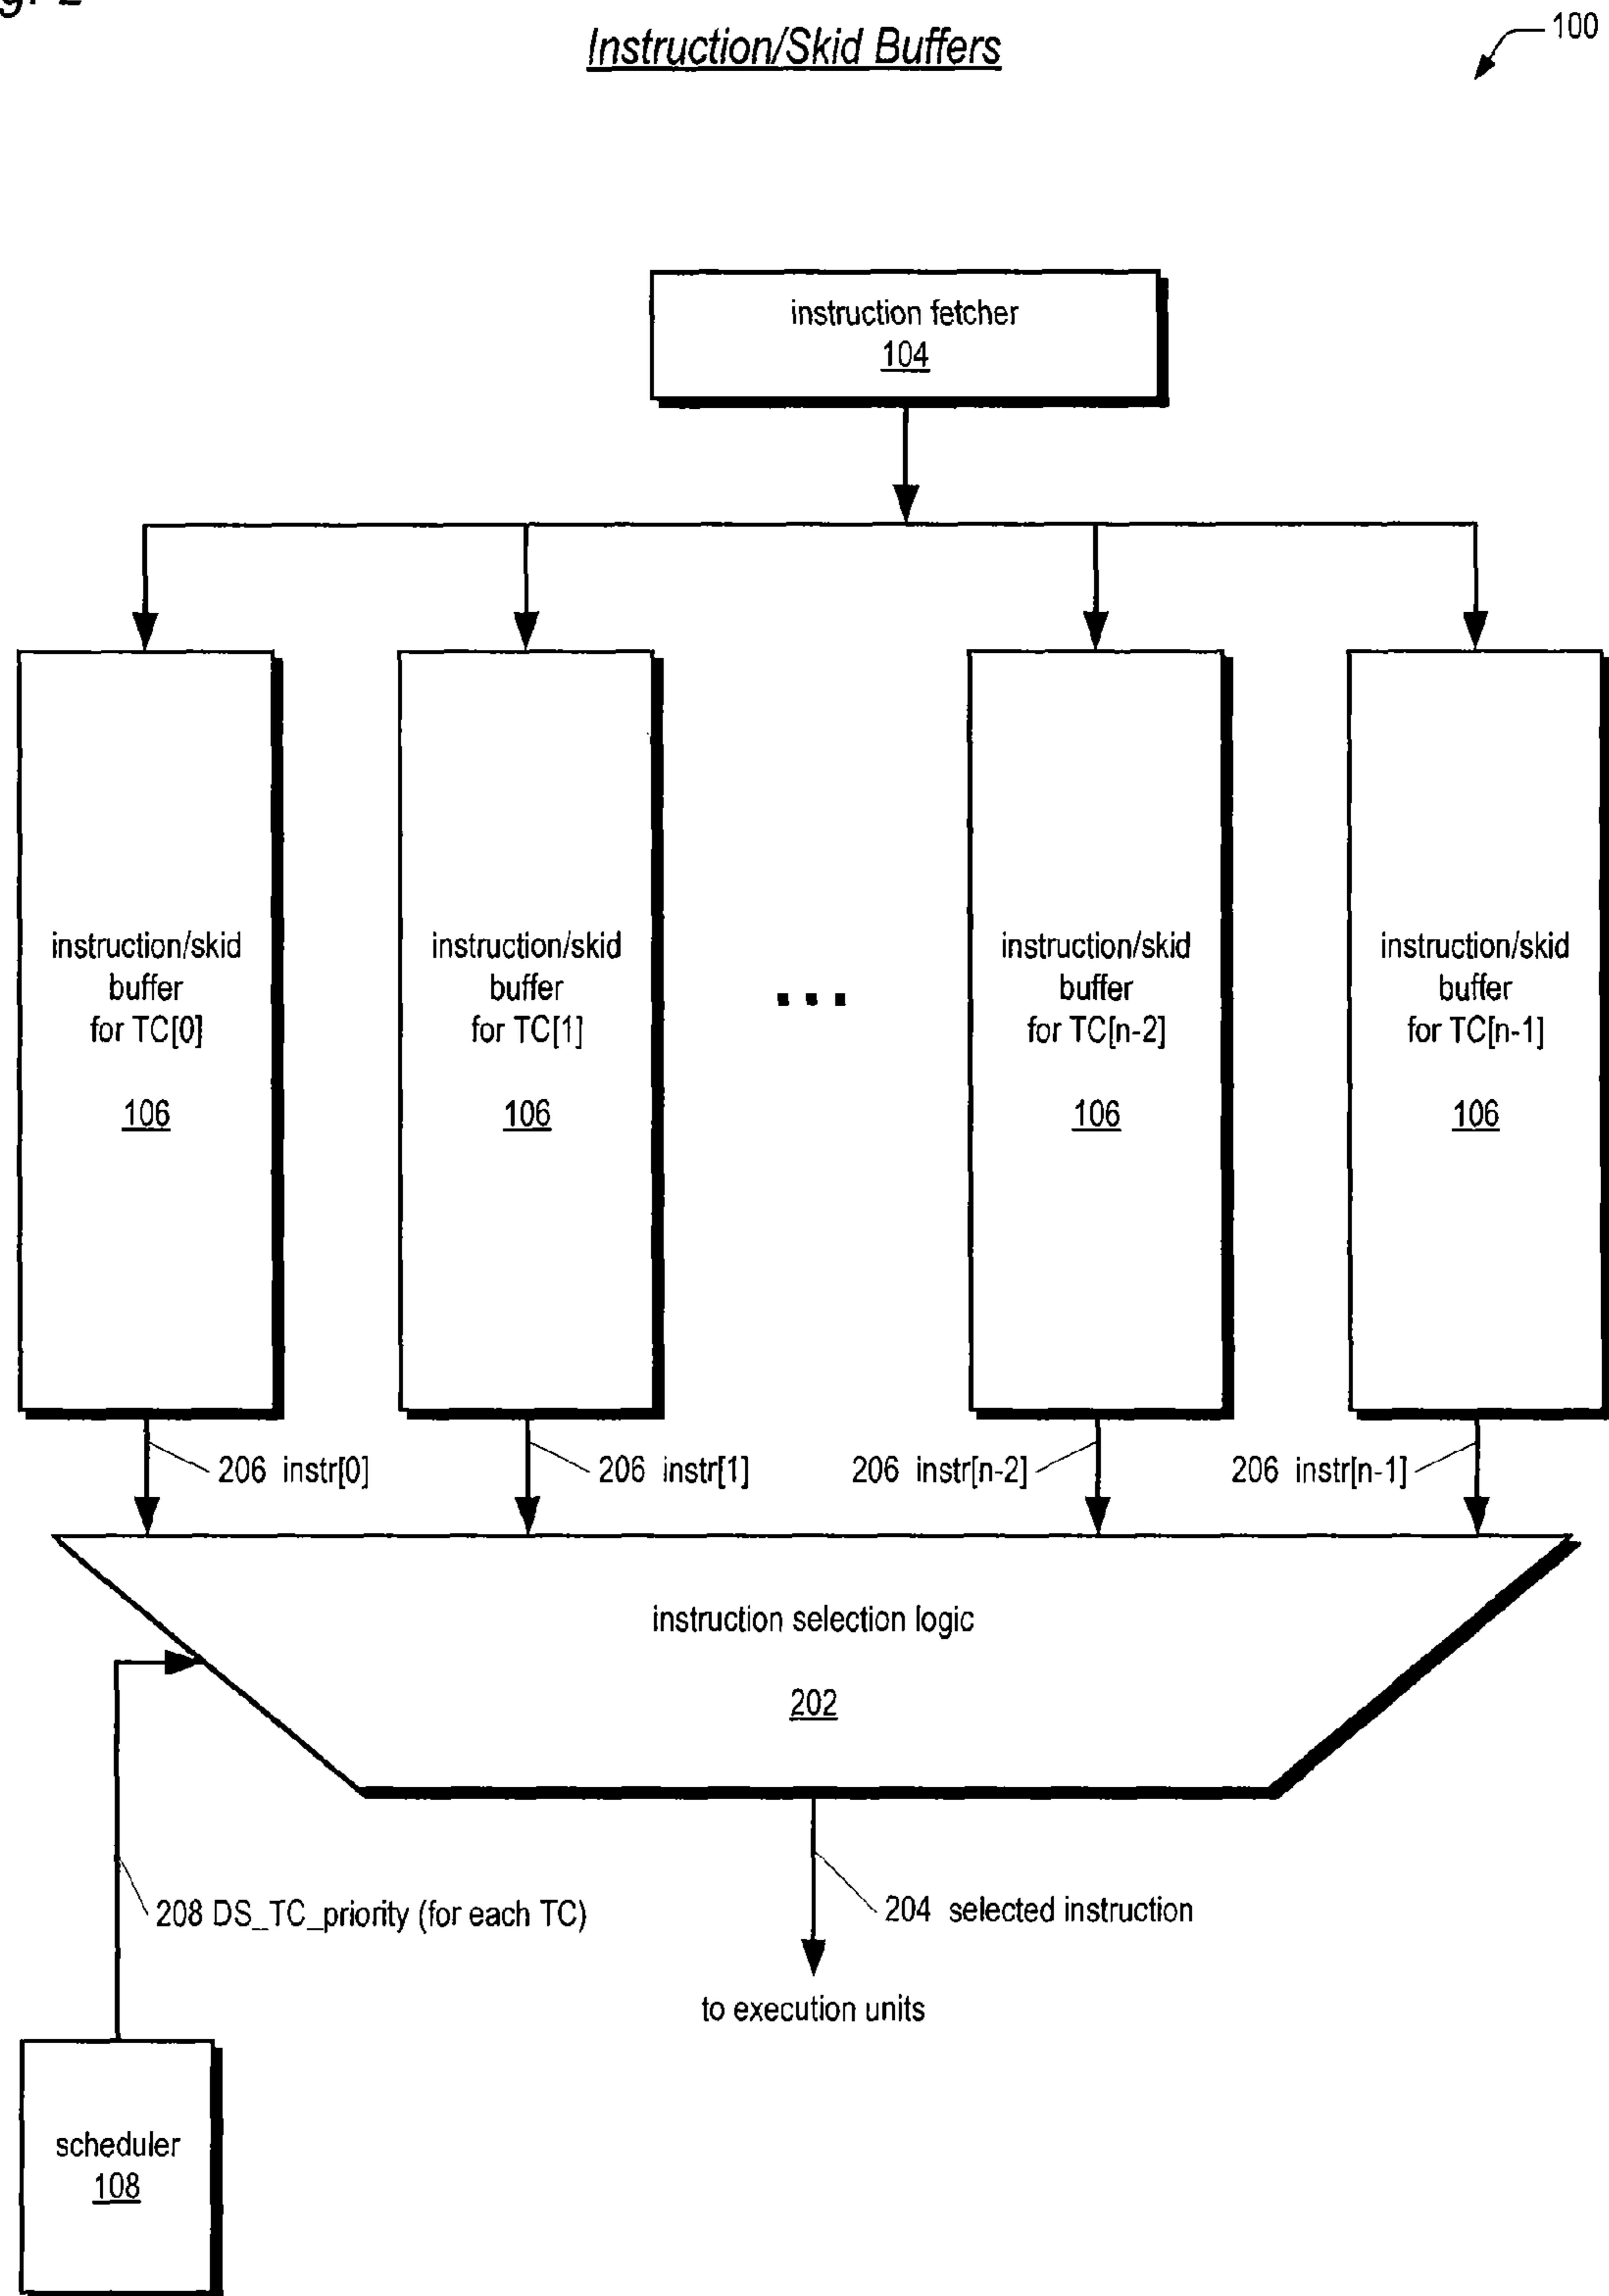 Instruction/Skid Buffers
100
instruction fetcher
104
instruction/skid
buffer
for TC[0]
106
instruction/skid
buffer
for TC[1]
106
...
instruction/skid
buffer
for TC[n-2]
106
instruction/skid
buffer
for TC[n-1]
106
206 instr[0]
206 instr[1]
206 instr[n-2]
206 instr[n-1]
instruction selection logic
202
208 DS_TC_priority (for each TC)
204 selected instruction
to execution units
scheduler
108